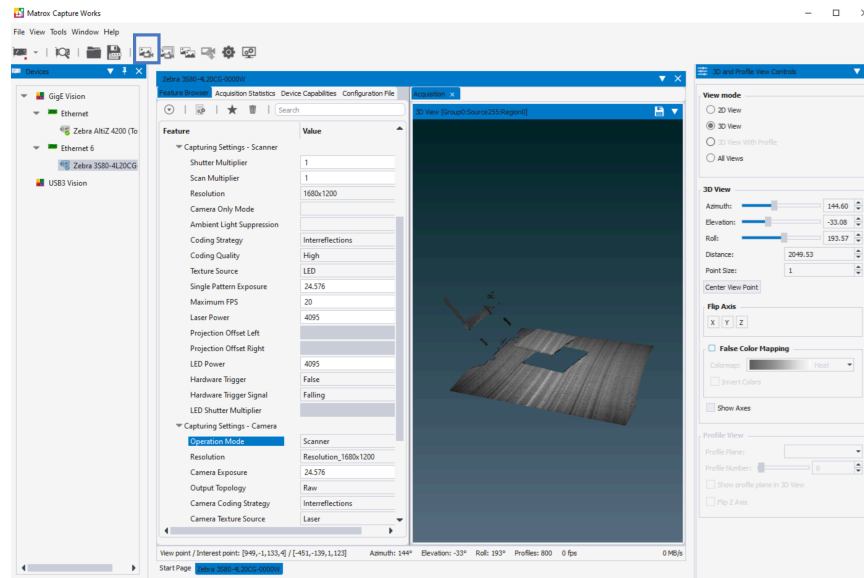 Matrox Capture Works
File View Tools Window Help
Devices
GigE Vision
Ethernet
Zebra AltiZ 4200 (To
Ethernet 6
Zebra 3S80-4L20CG
USB3 Vision
Zebra 3S80-4L20CG-0000W
Feature Browser Acquisition Statistics Device Capabilities Configuration File
Search
Feature Value
Capturing Settings - Scanner
Shutter Multiplier 1
Scan Multiplier 1
Resolution 1680x1200
Camera Only Mode
Ambient Light Suppression
Coding Strategy Interreflections
Coding Quality High
Texture Source LED
Single Pattern Exposure 24.576
Maximum FPS 20
Laser Power 4095
Projection Offset Left
Projection Offset Right
LED Power 4095
Hardware Trigger False
Hardware Trigger Signal Falling
LED Shutter Multiplier
Capturing Settings - Camera
Operation Mode Scanner
Resolution Resolution_1680x1200
Camera Exposure 24.576
Output Topology Raw
Camera Coding Strategy Interreflections
Camera Texture Source Laser
Acquisition
3D View [Group0:Source255:Region0]
View point / Interest point: [949,-1,133,4] / [-451,-139,1,123] Azimuth: 144° Elevation: -33° Roll: 193° Profiles: 800 0 fps 0 MB/s
Start Page Zebra 3S80-4L20CG-0000W
3D and Profile View Controls
View mode
2D View
3D View
3D View With Profile
All Views
3D View
Azimuth: 144.60
Elevation: -33.08
Roll: 193.57
Distance: 2049.53
Point Size: 1
Center View Point
Flip Axis
X Y Z
False Color Mapping
Colormap: Heat
Invert Colors
Show Axes
Profile View
Profile Plane:
Profile Number: 0
Show profile plane in 3D View
Flip Z Axis